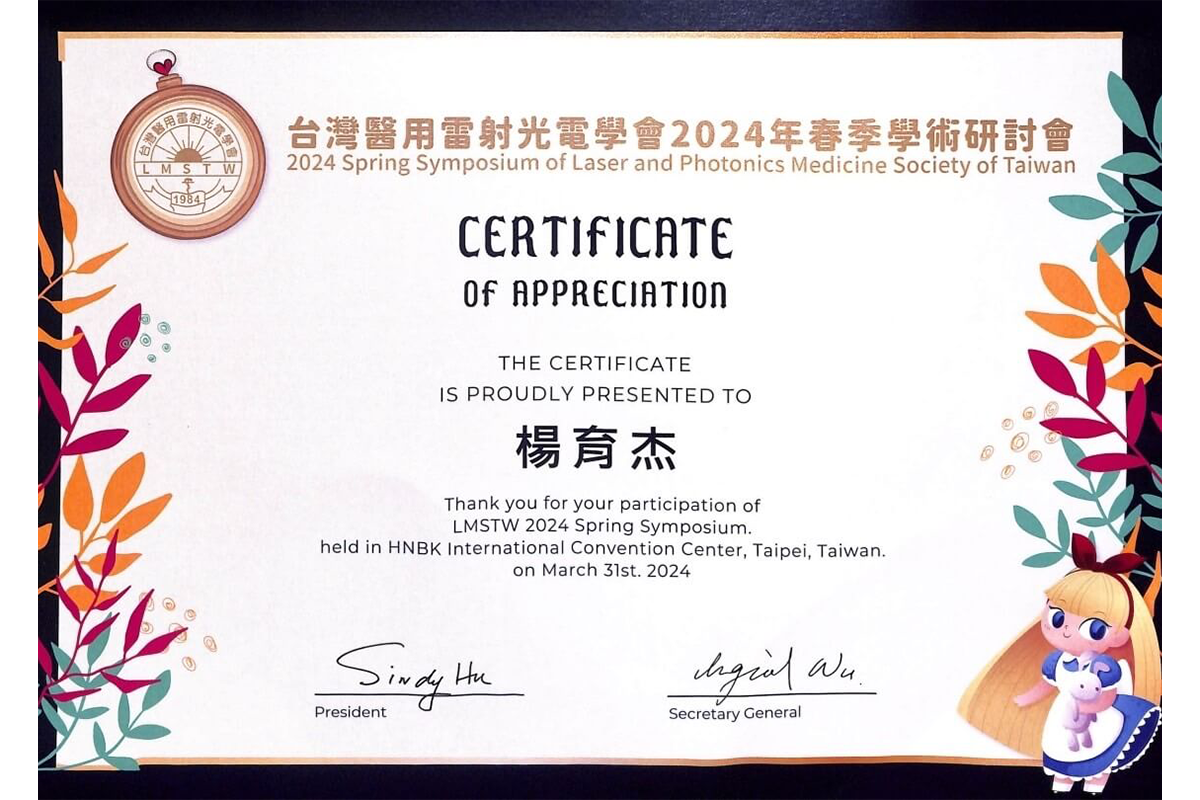 台灣醫用雷射光電學會
LMSTW
1984
台灣醫用雷射光電學會2024年春季學術研討會
2024 Spring Symposium of Laser and Photonics Medicine Society of Taiwan
CERTIFICATE
OF APPRECIATION
THE CERTIFICATE
IS PROUDLY PRESENTED TO
楊育杰
Thank you for your participation of
LMSTW 2024 Spring Symposium.
held in HNBK International Convention Center, Taipei, Taiwan.
on March 31st. 2024
Sindy Hu
Wu.
President
Secretary General